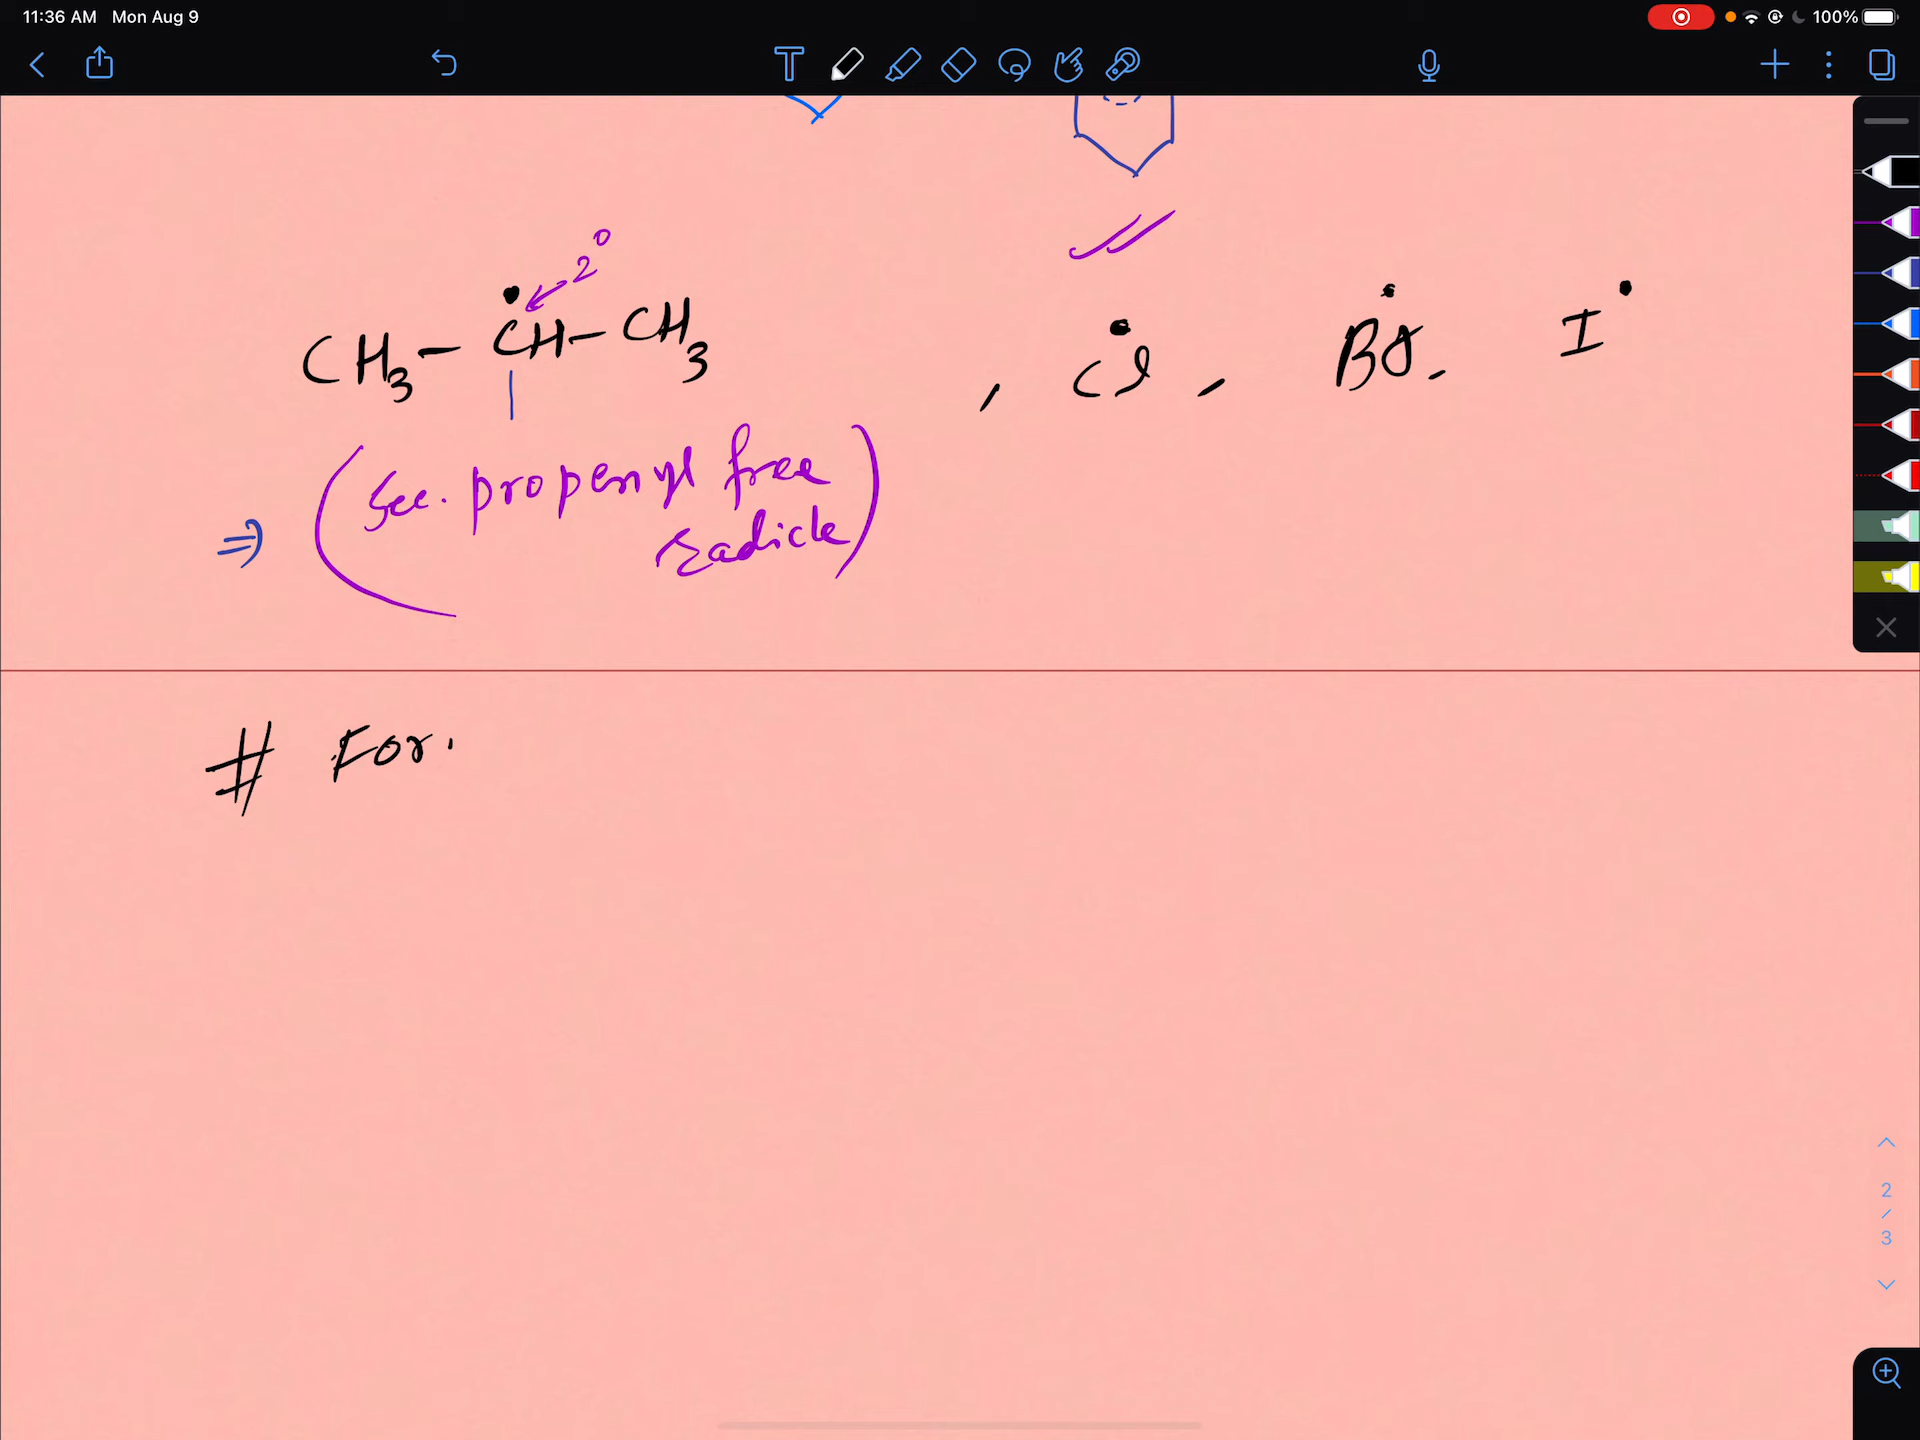 11:36 AM Mon Aug 9
100%
2°
CH3 - CH - CH3 , Cl , Br. I
(Sec. propenyl free
radicle)
⇒
# For.
2
/
3